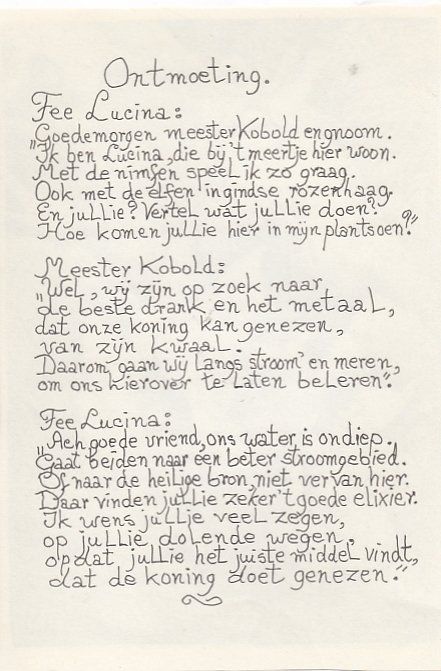 Ontmoeting.
Fee Lucina:
„Goedemorgen meester Kobold en gnoom.
Ik ben Lucina, die bij 't meertje hier woon.
Met de nimfen speel ik zo graag.
Ook met de elfen in gindse rozenhaag.
En jullie? Vertel wat jullie doen?
Hoe komen jullie hier in mijn plantsoen?"
Meester Kobold:
„Wel, wij zijn op zoek naar
de beste drank en het metaal,
dat onze koning kan genezen,
van zijn kwaal.
Daarom gaan wij langs stroom en meren,
om ons hierover te laten beleren".
Fee Lucina:
„Ach goede vriend, ons water is ondiep.
Gaat beiden naar een beter stroomgebied.
Of naar de heilige bron, niet ver van hier.
Daar vinden jullie zeker 't goede elixier.
Ik wens jullie veel zegen,
op jullie dolende wegen,
opdat jullie het juiste middel vindt,
dat de koning doet genezen."